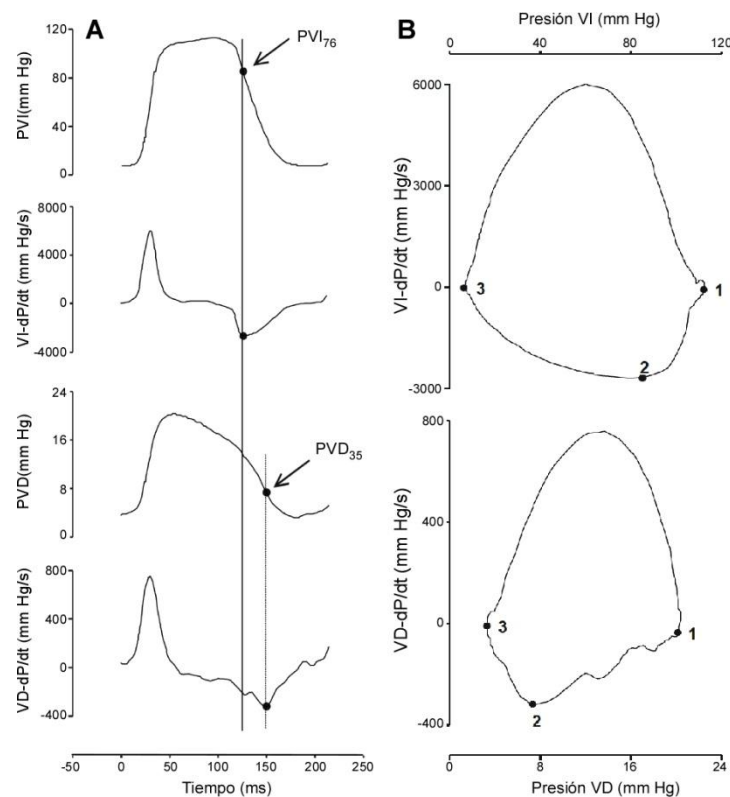 A
PVI76
PVI(mm Hg)
120
80
40
0
VI-dP/dt (mm Hg/s)
8000
4000
0
-4000
PVD(mm Hg)
24
16
8
0
PVD35
VD-dP/dt (mm Hg/s)
800
400
0
-400
-50 0 50 100 150 200 250
Tiempo (ms)
B
Presión VI (mm Hg)
0 40 80 120
VI-dP/dt (mm Hg/s)
6000
3000
0
-3000
3
1
2
VD-dP/dt (mm Hg/s)
800
400
0
-400
3
1
2
0 8 16 24
Presión VD (mm Hg)